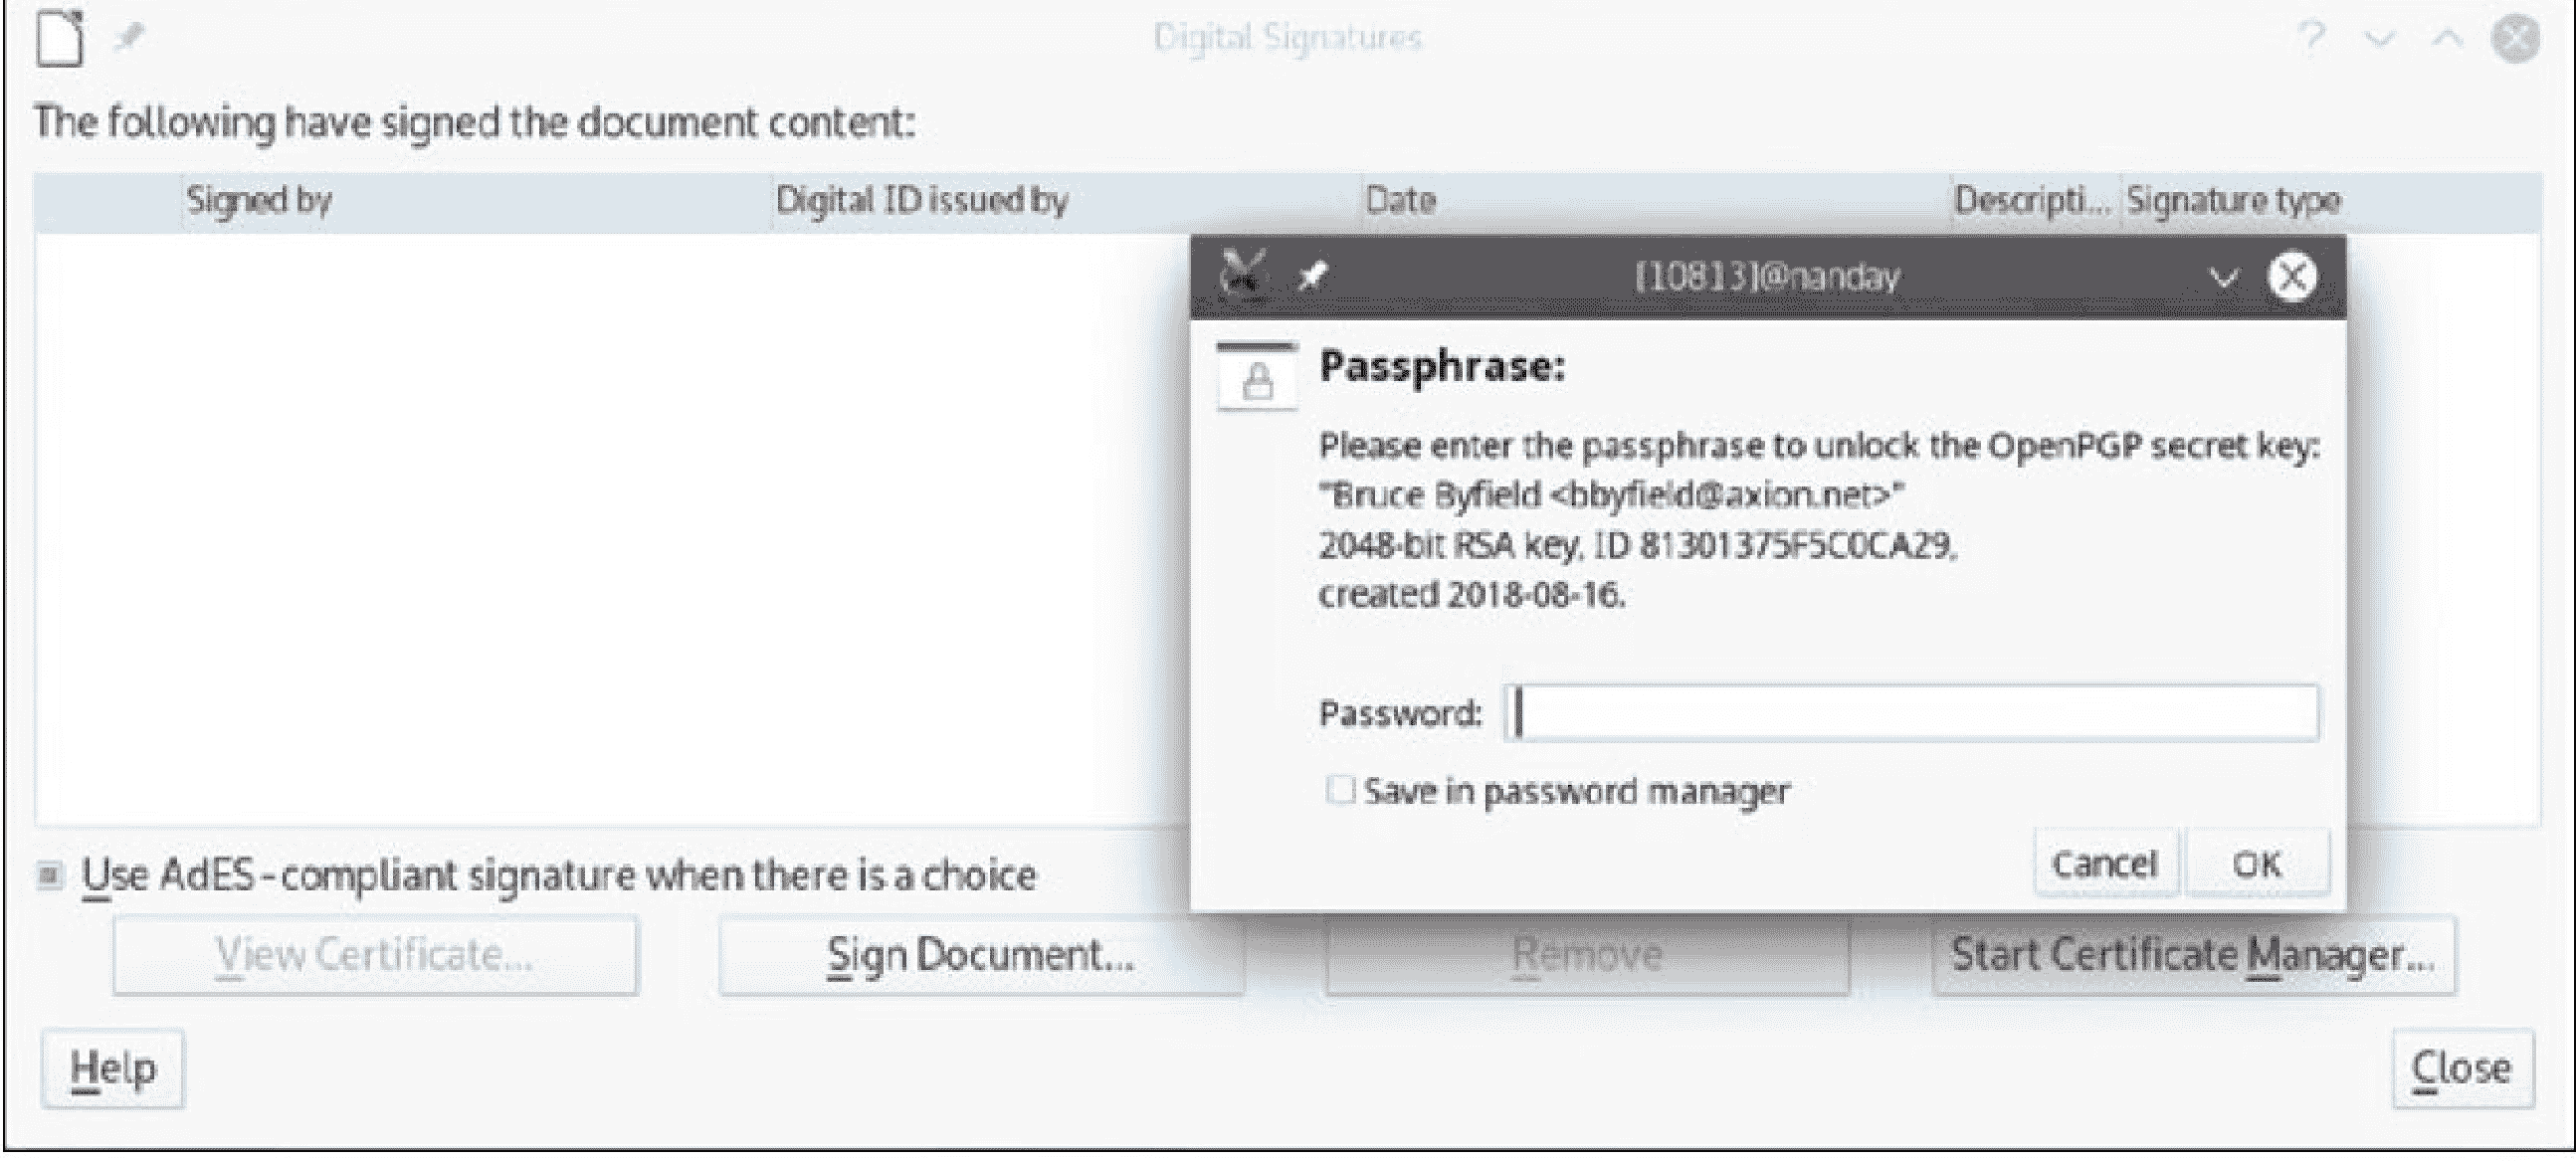 Digital Signatures
The following have signed the document content:
Signed by Digital ID issued by Date Descripti... Signature type
[10813]@nanday
Passphrase:
Please enter the passphrase to unlock the OpenPGP secret key:
"Bruce Byfield <bbyfield@axion.net>"
2048-bit RSA key, ID 81301375F5C0CA29,
created 2018-08-16.
Password:
Save in password manager
Cancel OK
Use AdES-compliant signature when there is a choice
View Certificate... Sign Document... Remove Start Certificate Manager...
Help Close